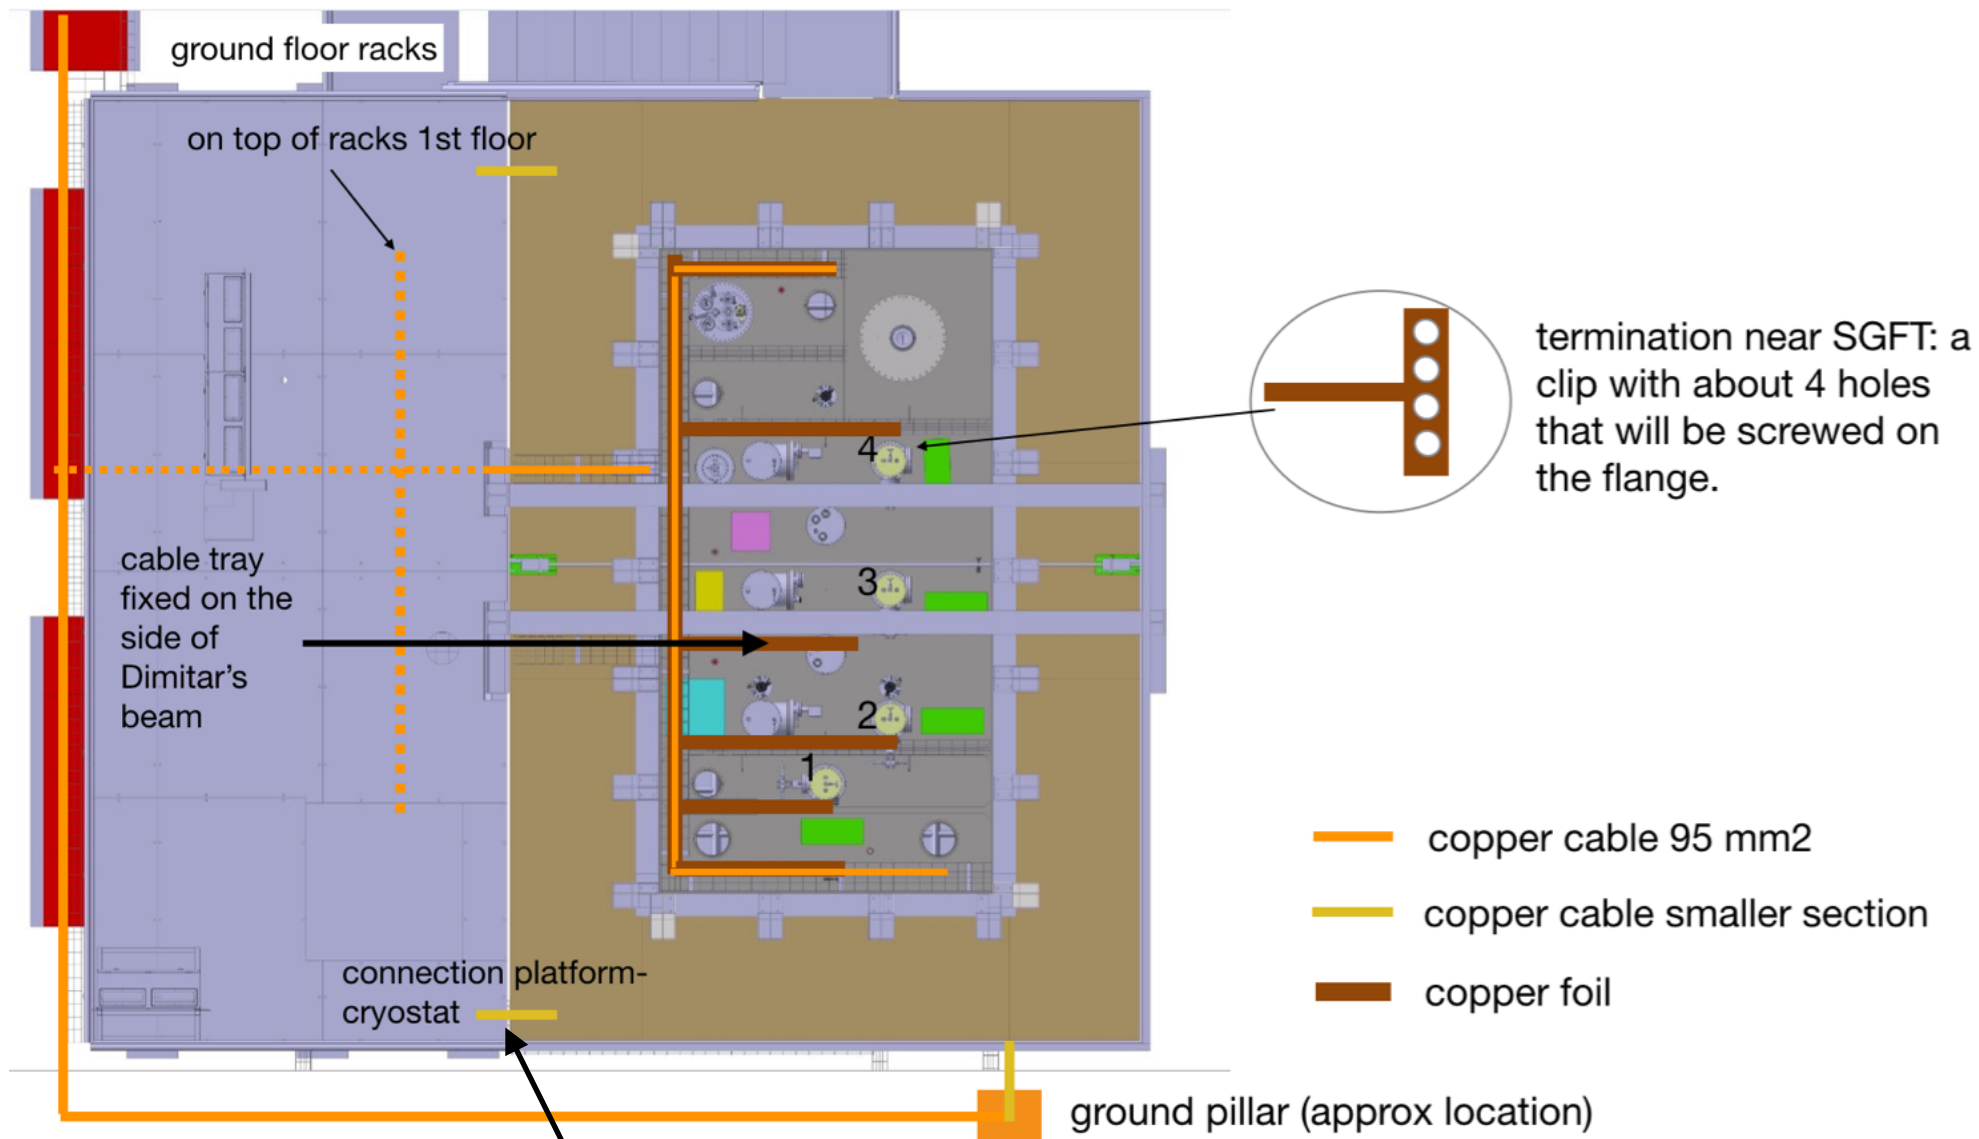 ground floor racks
on top of racks 1st floor
termination near SGFT: a
clip with about 4 holes
that will be screwed on
the flange.
4
cable tray
fixed on the
side of
Dimitar's
beam
3
2
1
copper cable 95 mm2
copper cable smaller section
copper foil
connection platform-
cryostat
ground pillar (approx location)